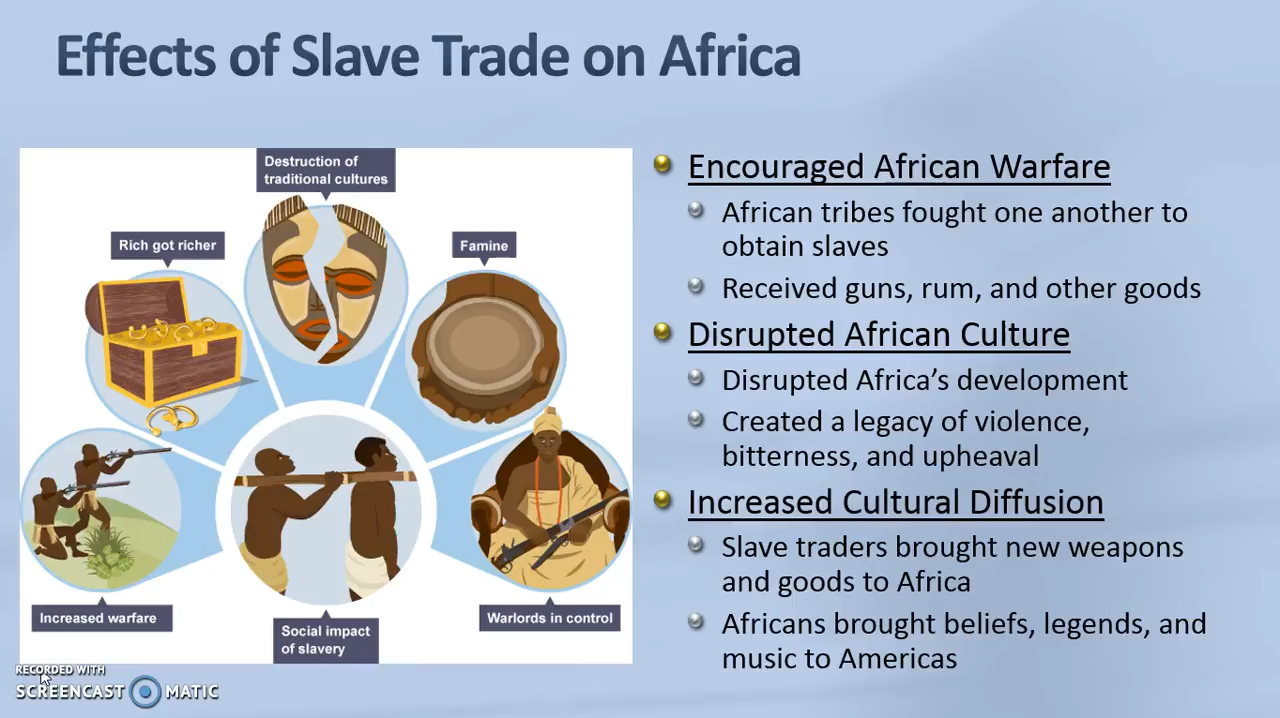 Effects of Slave Trade on Africa
Destruction of
traditional cultures
Rich got richer
Famine
Increased warfare
Social impact
of slavery
Warlords in control
Encouraged African Warfare
African tribes fought one another to
obtain slaves
Received guns, rum, and other goods
Disrupted African Culture
Disrupted Africa’s development
Created a legacy of violence,
bitterness, and upheaval
Increased Cultural Diffusion
Slave traders brought new weapons
and goods to Africa
Africans brought beliefs, legends, and
music to Americas
RECORDED WITH
SCREENCAST MATIC